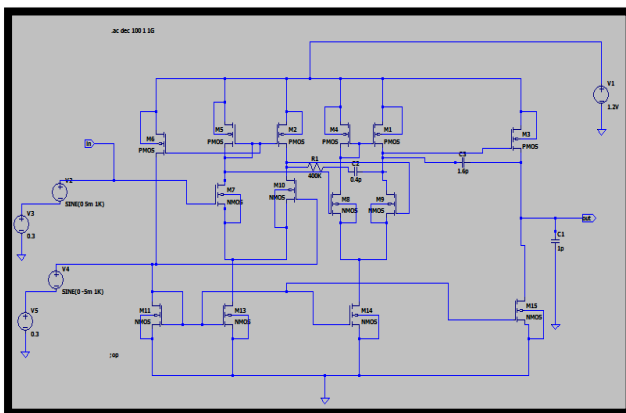 .ac dec 100 1 1G
V1
1.2V
M6
PMOS
M5
PMOS
M2
PMOS
M4
PMOS
M1
PMOS
M3
PMOS
in
R1
400K
C2
0.4p
C3
1.6p
V2
SINE(0 5m 1K)
M7
NMOS
M10
NMOS
M8
NMOS
M9
NMOS
V3
0.3
out
C1
1p
V4
SINE(0 -5m 1K)
V5
0.3
M11
NMOS
M13
NMOS
M14
NMOS
M15
NMOS
;op